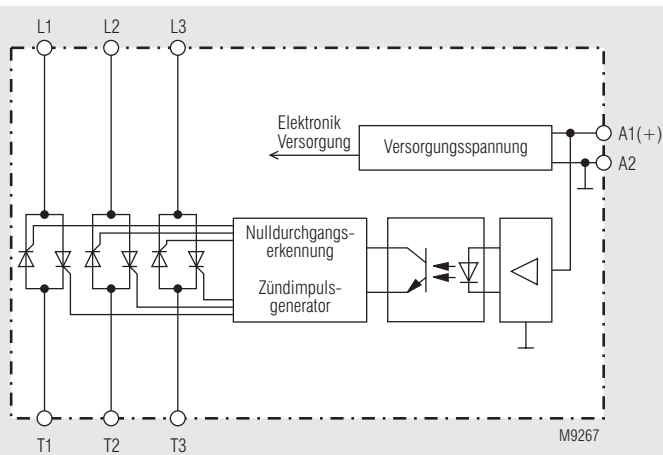 L1
L2
L3
Elektronik
Versorgung
Versorgungsspannung
A1(+)
A2
Nulldurchgangs-
erkennung
Zündimpuls-
generator
T1
T2
T3
M9267